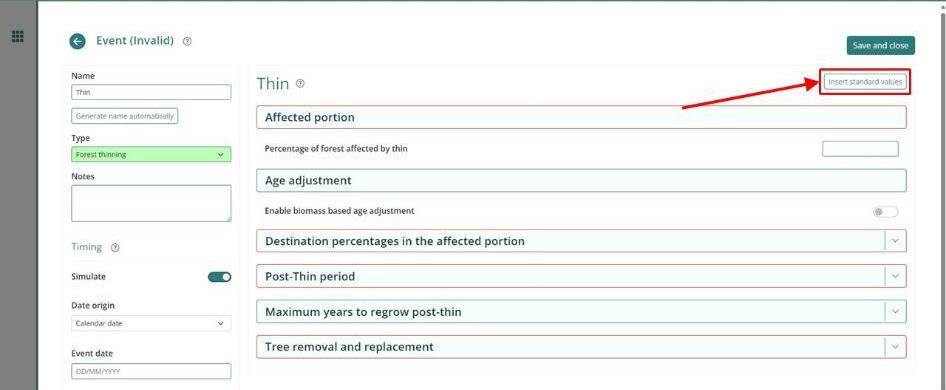 Event (Invalid) ?
Save and close
Name
Thin
Generate name automatically
Type
Forest thinning
Notes
Timing ?
Simulate
Date origin
Calendar date
Event date
DD/MM/YYYY
Thin ?
Insert standard values
Affected portion
Percentage of forest affected by thin
Age adjustment
Enable biomass based age adjustment
Destination percentages in the affected portion
Post-Thin period
Maximum years to regrow post-thin
Tree removal and replacement